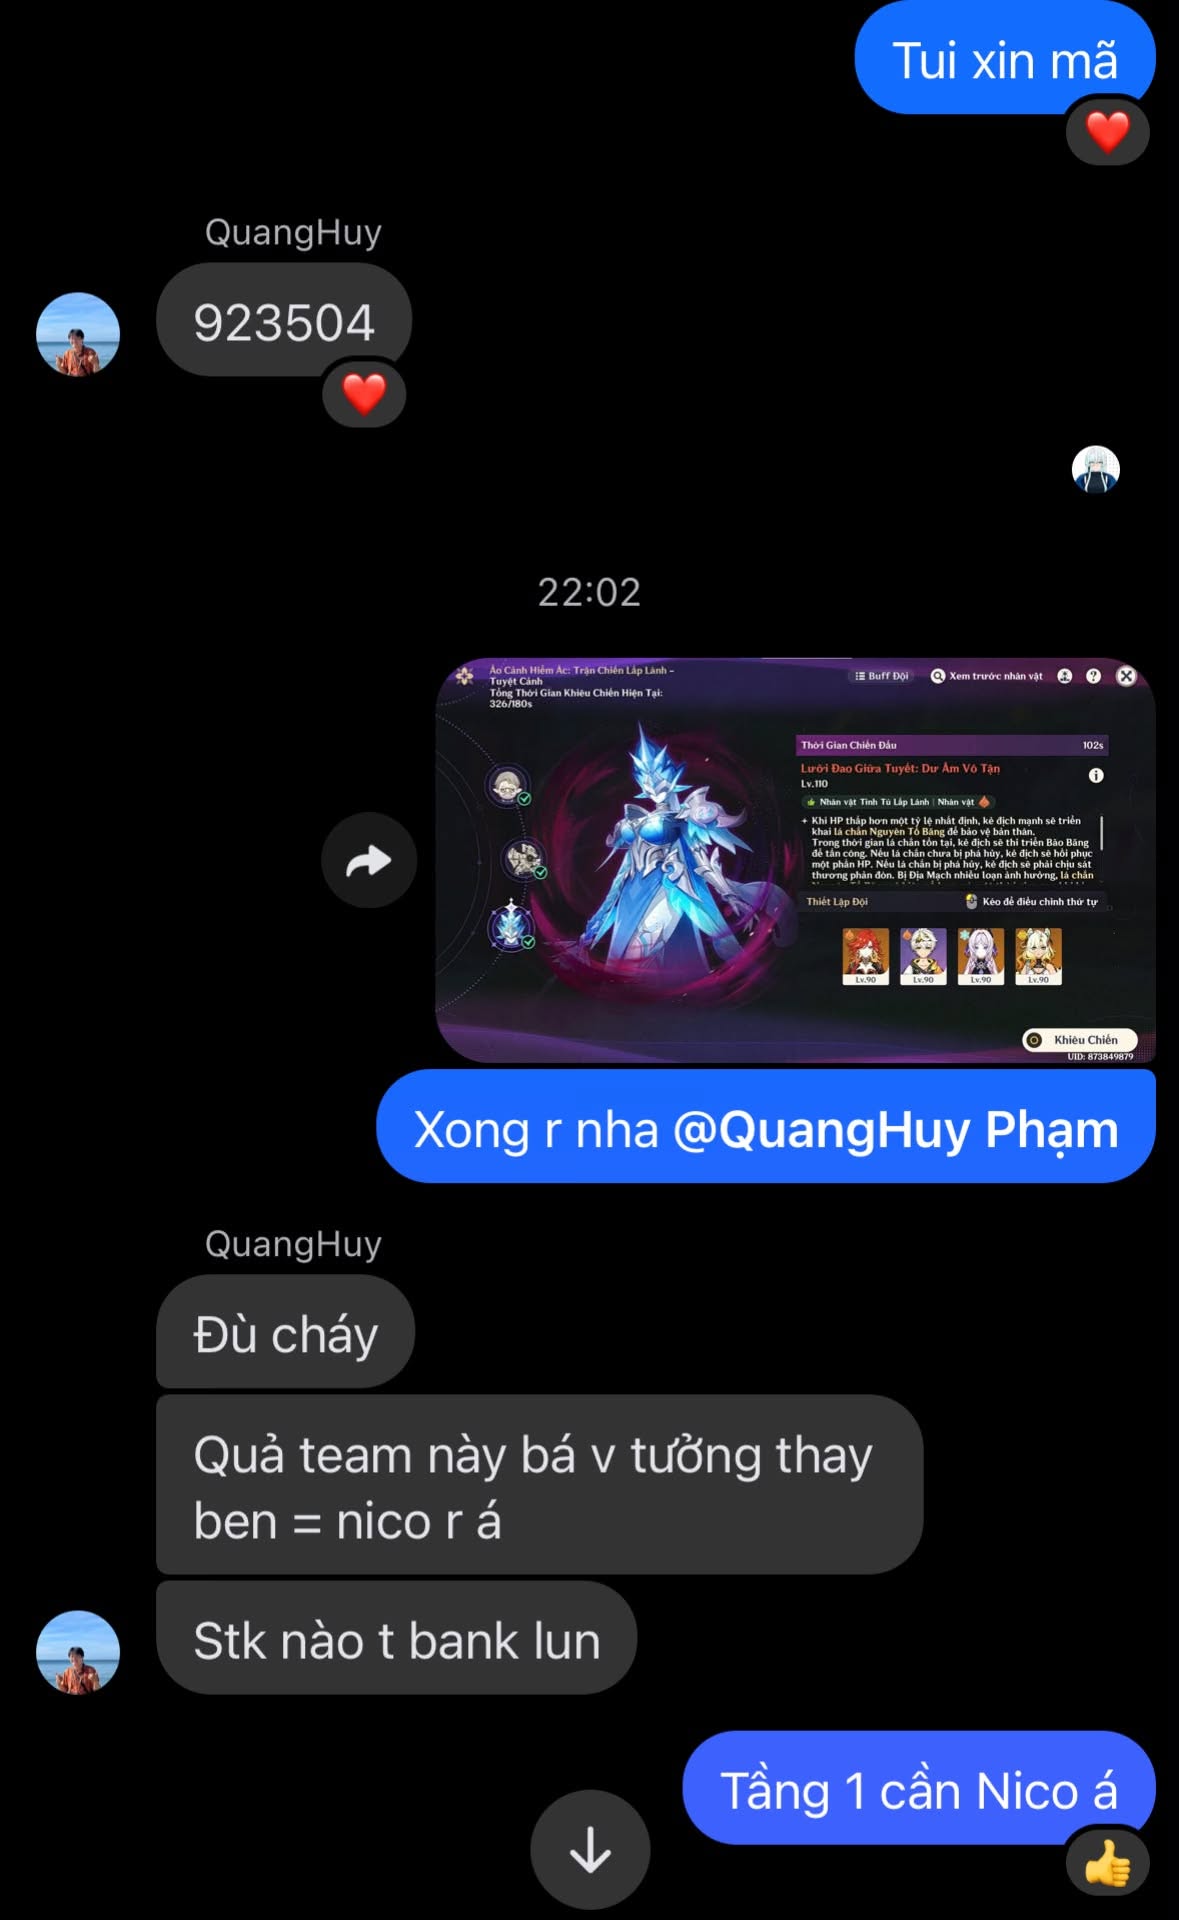 Tui xin mã
QuangHuy
923504
22:02
Ảo Cảnh Hiểm Ác: Trận Chiến Lấp Lánh -
Tuyệt Cảnh
Tổng Thời Gian Khiêu Chiến Hiện Tại:
326/180s
Buff Đội
Xem trước nhân vật
?
Thời Gian Chiến Đấu 102s
Lưỡi Đao Giữa Tuyết: Dư Âm Vô Tận
Lv.110
Nhân vật Tinh Tú Lấp Lánh | Nhân vật
+ Khi HP thấp hơn một tỷ lệ nhất định, kẻ địch mạnh sẽ triển
khai lá chắn Nguyên Tố Băng để bảo vệ bản thân.
Trong thời gian lá chắn tồn tại, kẻ địch sẽ thi triển Bão Băng
để tấn công. Nếu lá chắn chưa bị phá hủy, kẻ địch sẽ hồi phục
một phần HP. Nếu lá chắn bị phá hủy, kẻ địch sẽ phải chịu sát
thương phản đòn. Bị Địa Mạch nhiễu loạn ảnh hưởng, lá chắn
Thiết Lập Đội
Kéo để điều chỉnh thứ tự
Lv.90 Lv.90 Lv.90 Lv.90
Khiêu Chiến
UID: 873849879
Xong r nha @QuangHuy Phạm
QuangHuy
Đù cháy
Quả team này bá v tưởng thay
ben = nico r á
Stk nào t bank lun
Tầng 1 cần Nico á